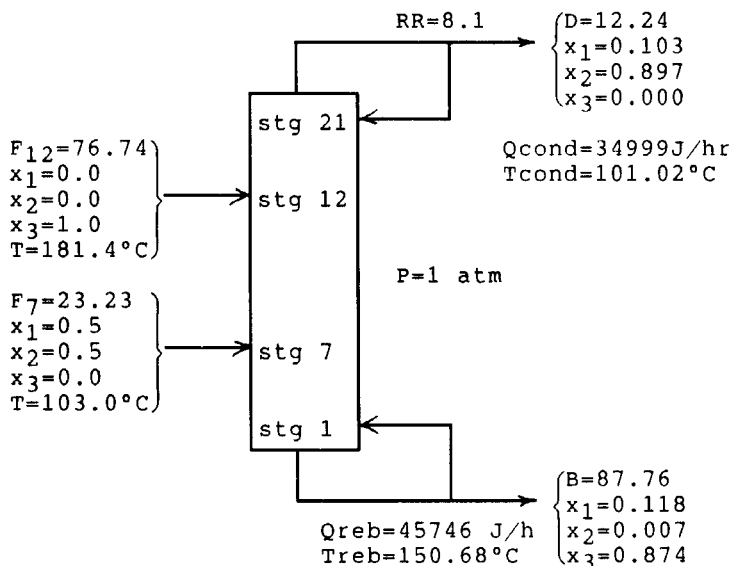 RR=8.1
D=12.24
x1=0.103
x2=0.897
x3=0.000
stg 21
Qcond=34999J/hr
Tcond=101.02°C
F12=76.74
x1=0.0
x2=0.0
x3=1.0
T=181.4°C
stg 12
P=1 atm
F7=23.23
x1=0.5
x2=0.5
x3=0.0
T=103.0°C
stg 7
stg 1
B=87.76
x1=0.118
x2=0.007
x3=0.874
Qreb=45746 J/h
Treb=150.68°C